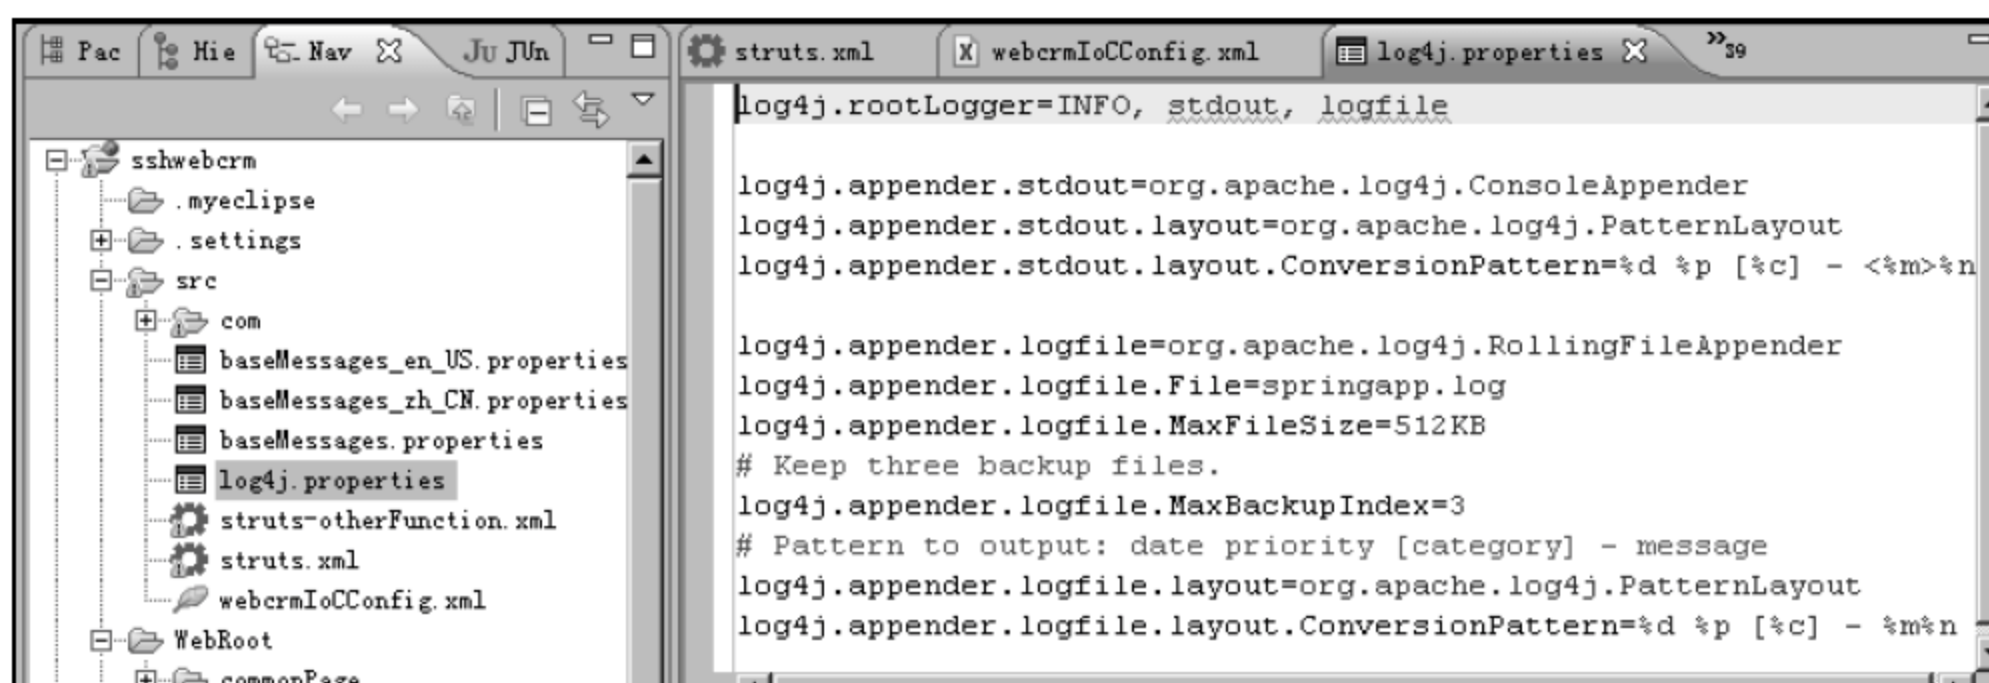 Pac Hie Nav JUn
sshwebcrm
.myeclipse
.settings
src
com
baseMessages_en_US.properties
baseMessages_zh_CN.properties
baseMessages.properties
log4j.properties
struts-otherFunction.xml
struts.xml
webcrmIoCConfig.xml
WebRoot
commonPage
struts.xml webcrmIoCConfig.xml log4j.properties »39
log4j.rootLogger=INFO, stdout, logfile
log4j.appender.stdout=org.apache.log4j.ConsoleAppender
log4j.appender.stdout.layout=org.apache.log4j.PatternLayout
log4j.appender.stdout.layout.ConversionPattern=%d %p [%c] - <%m>%n
log4j.appender.logfile=org.apache.log4j.RollingFileAppender
log4j.appender.logfile.File=springapp.log
log4j.appender.logfile.MaxFileSize=512KB
# Keep three backup files.
log4j.appender.logfile.MaxBackupIndex=3
# Pattern to output: date priority [category] - message
log4j.appender.logfile.layout=org.apache.log4j.PatternLayout
log4j.appender.logfile.layout.ConversionPattern=%d %p [%c] - %m%n